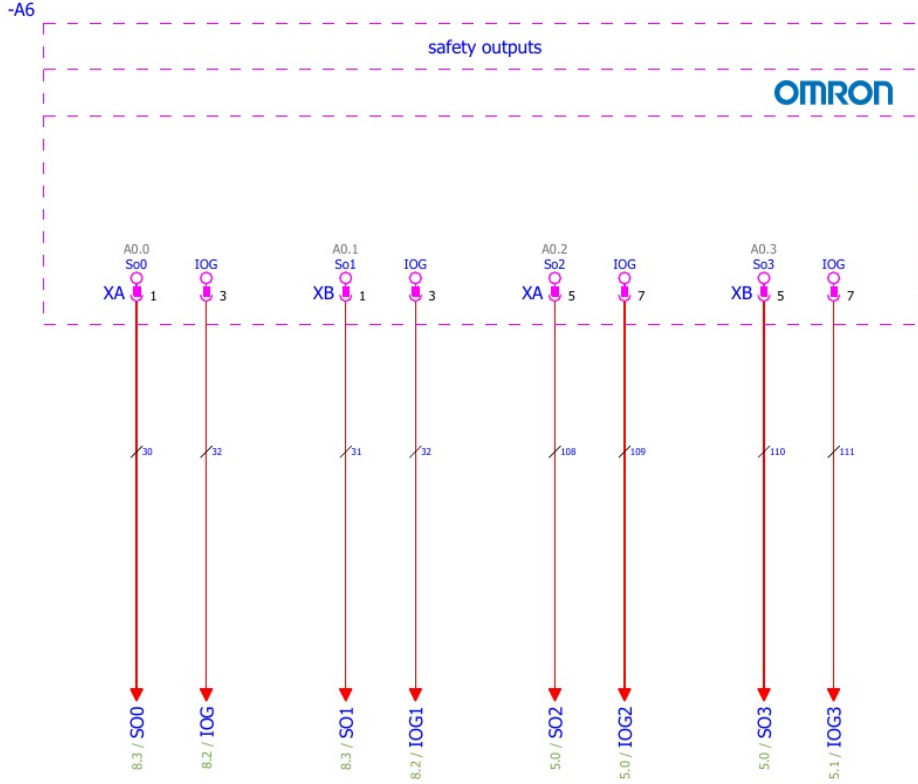 -A6
safety outputs
OMRON
A0.0 A0.1 A0.2 A0.3
So0 IOG So1 IOG So2 IOG So3 IOG
XA 1 3 XB 1 3 XA 5 7 XB 5 7
30 32 31 32 108 109 110 111
8.3 / SO0
8.2 / IOG
8.3 / SO1
8.2 / IOG1
5.0 / SO2
5.0 / IOG2
5.0 / SO3
5.1 / IOG3